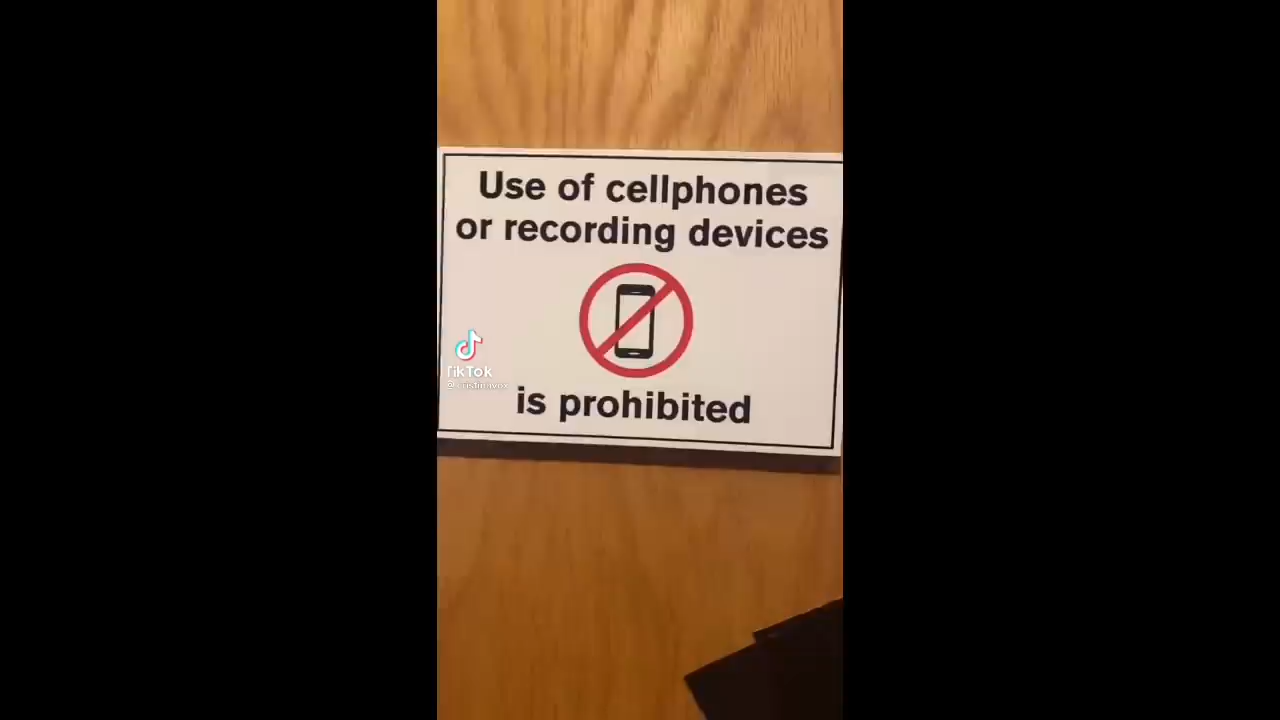 Use of cellphones
or recording devices
is prohibited
TikTok